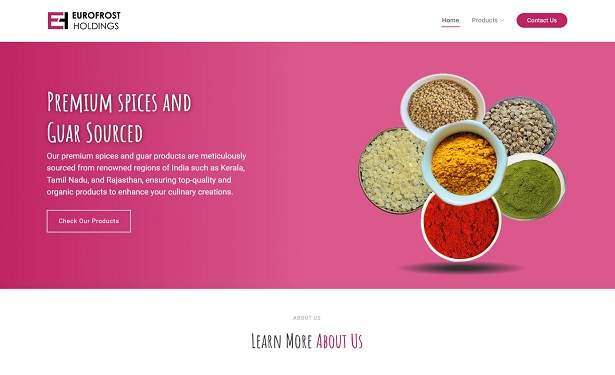 EUROFROST
HOLDINGS
Home
Products
Contact Us
Premium spices and
Guar Sourced
Our premium spices and guar products are meticulously
sourced from renowned regions of India such as Kerala,
Tamil Nadu, and Rajasthan, ensuring top-quality and
organic products to enhance your culinary creations.
Check Our Products
ABOUT US
Learn More About Us